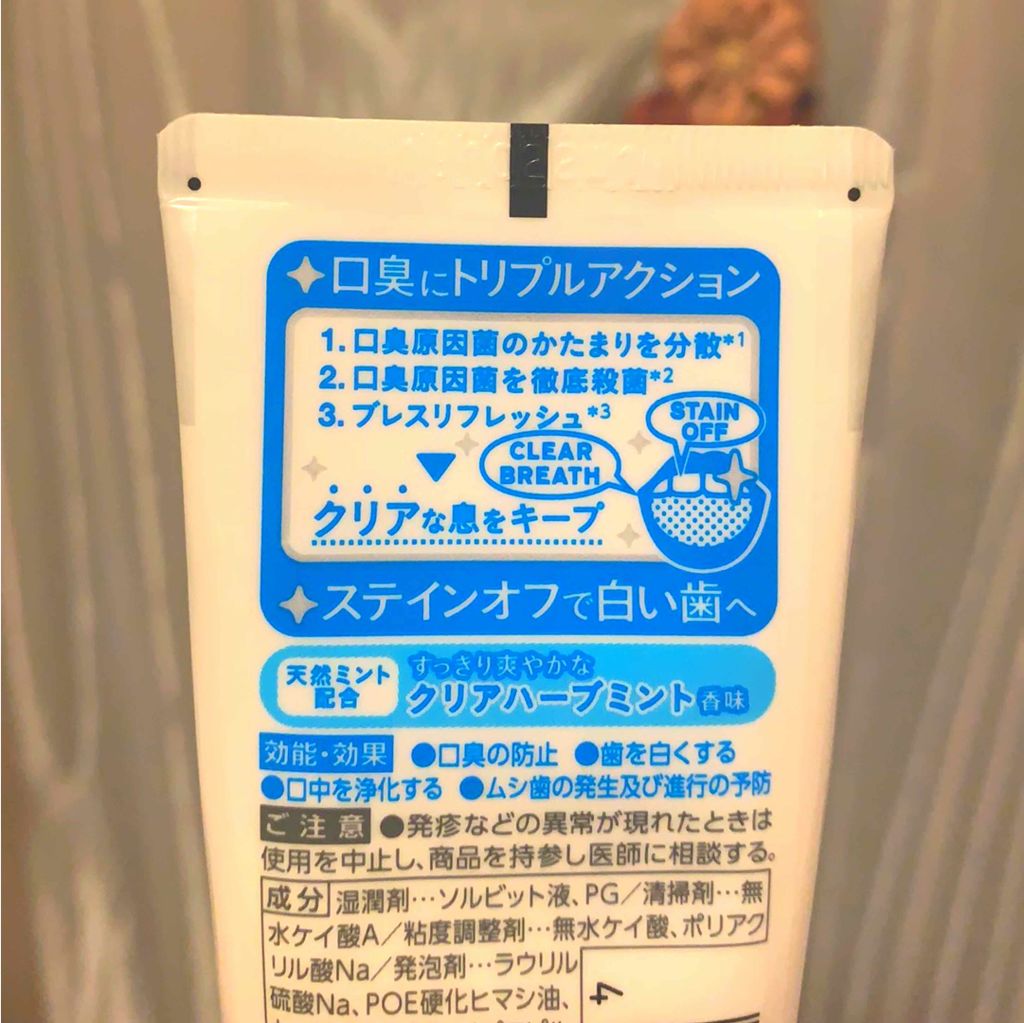 口臭にトリプルアクション
1. 口臭原因菌のかたまりを分散*1
2. 口臭原因菌を徹底殺菌*2
3. ブレスリフレッシュ*3
STAIN
OFF
CLEAR
BREATH
クリアな息をキープ
ステインオフで白い歯へ
天然ミント
配合
すっきり爽やかな
クリアハーブミント香味
効能・効果 ●口臭の防止 ●歯を白くする
●口中を浄化する ●ムシ歯の発生及び進行の予防
ご注意 ●発疹などの異常が現れたときは
使用を中止し、商品を持参し医師に相談する。
成分 湿潤剤…ソルビット液、PG／清掃剤…無
水ケイ酸A／粘度調整剤…無水ケイ酸、ポリアク
リル酸Na／発泡剤…ラウリル
硫酸Na、POE硬化ヒマシ油、
4